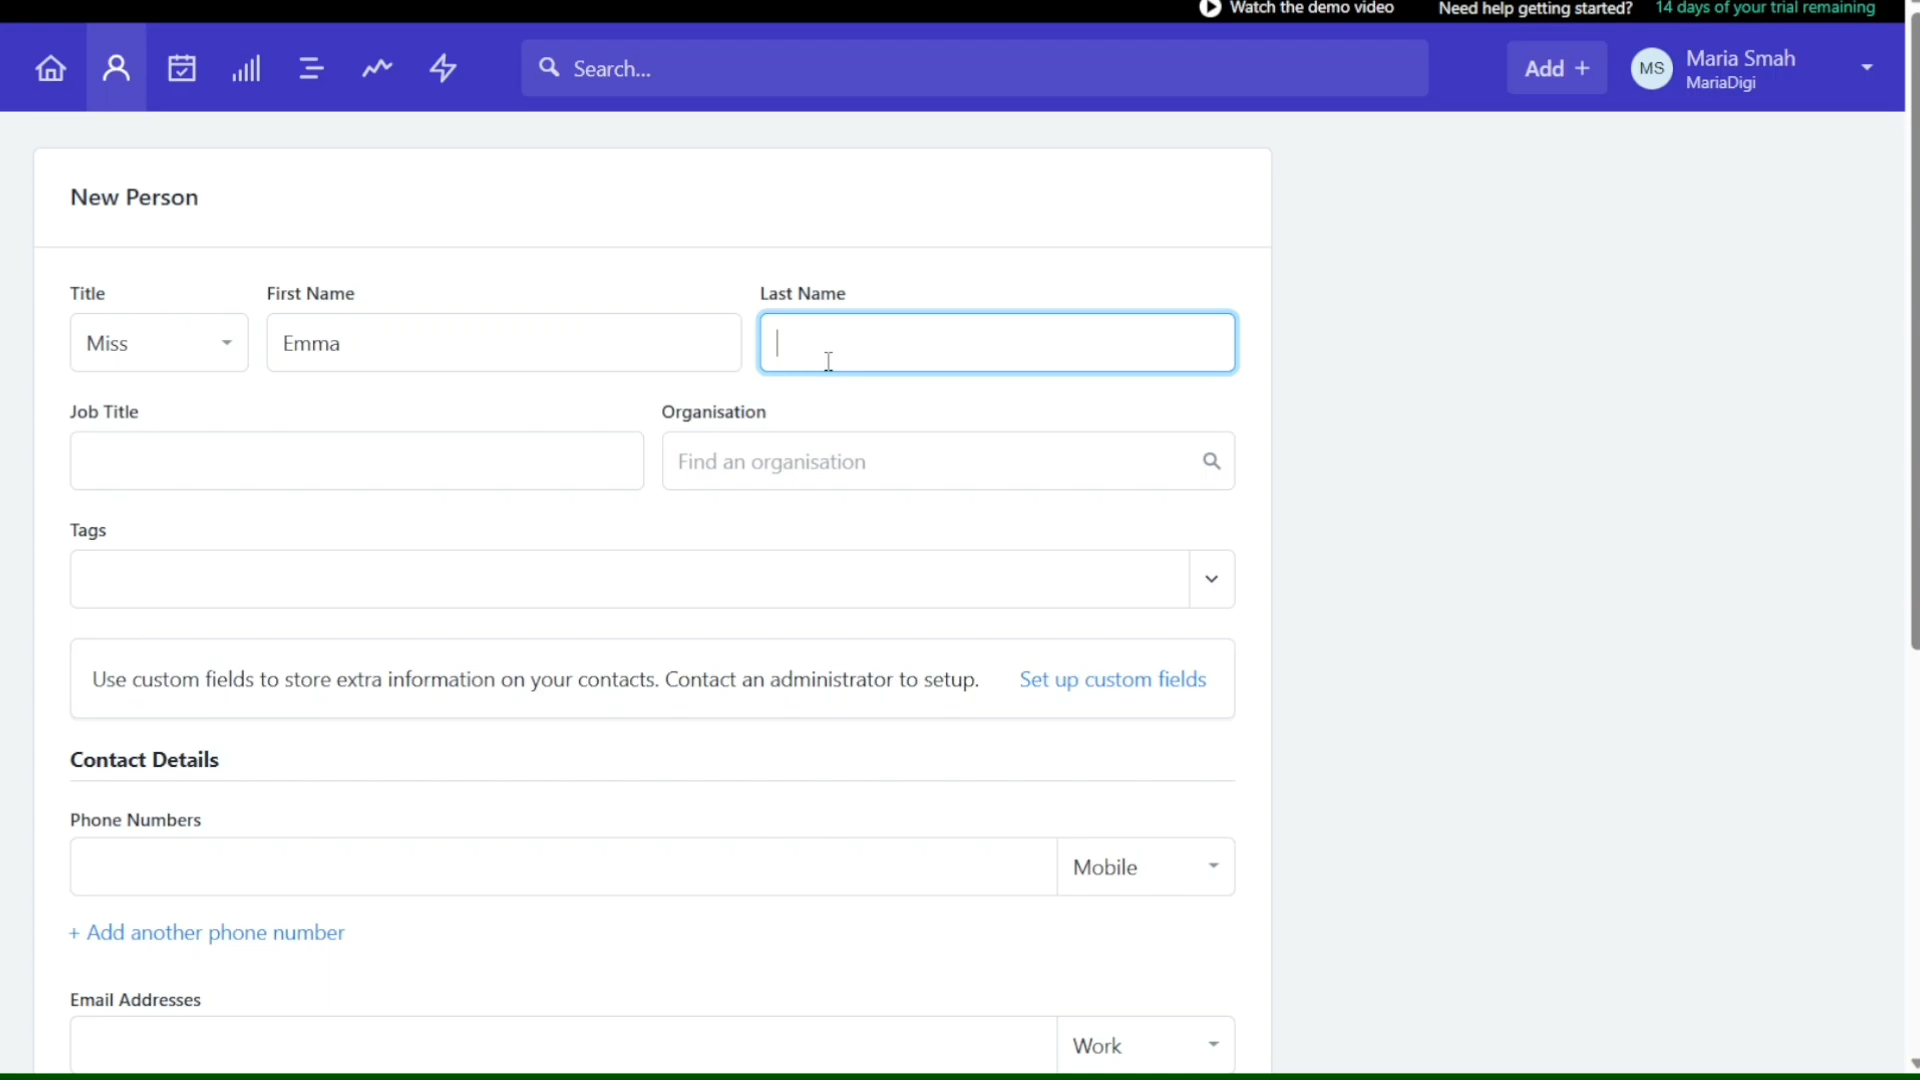 Watch the demo video Need help getting started? 14 days of your trial remaining
Search... Add + MS Maria Smah
MariaDigi
New Person
Title First Name Last Name
Miss Emma
Job Title Organisation
Find an organisation
Tags
Use custom fields to store extra information on your contacts. Contact an administrator to setup. Set up custom fields
Contact Details
Phone Numbers
Mobile
+ Add another phone number
Email Addresses
Work